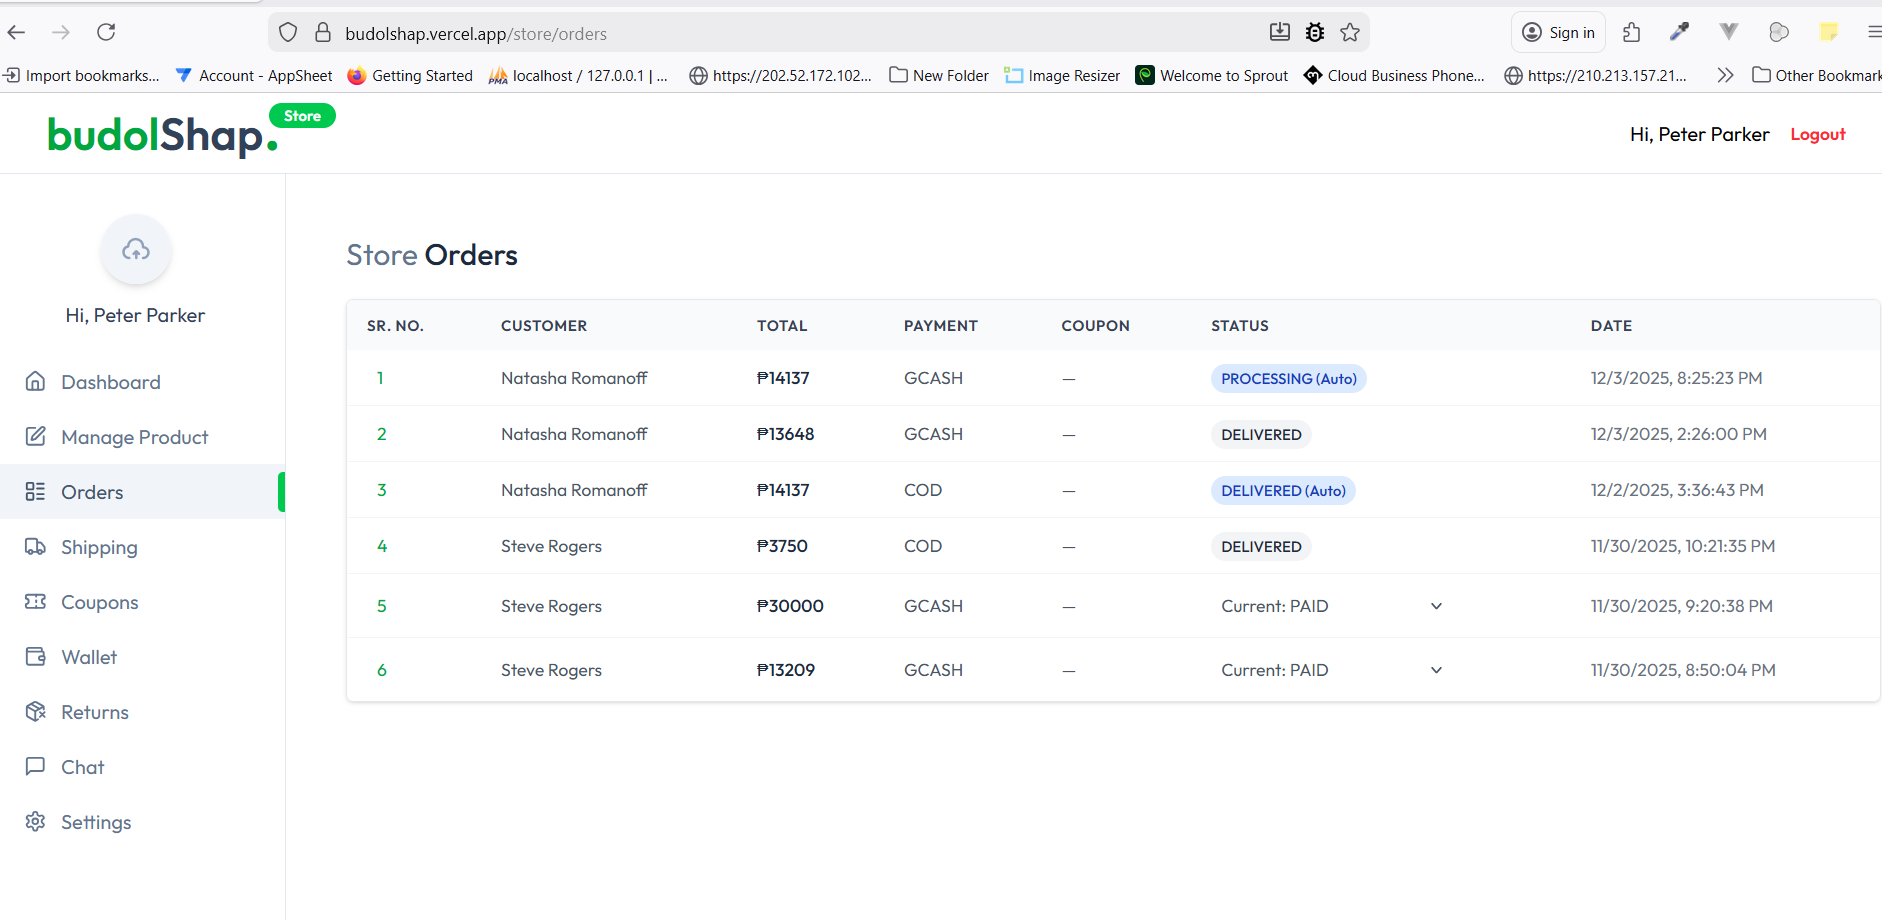 budolshap.vercel.app/store/orders
Sign in
Import bookmarks...
Account - AppSheet
Getting Started
localhost / 127.0.0.1 | ...
https://202.52.172.102...
New Folder
Image Resizer
Welcome to Sprout
Cloud Business Phone...
https://210.213.157.21...
Other Bookmark
budolShap.
Store
Hi, Peter Parker
Logout
Hi, Peter Parker
Dashboard
Manage Product
Orders
Shipping
Coupons
Wallet
Returns
Chat
Settings
Store Orders
SR. NO. CUSTOMER TOTAL PAYMENT COUPON STATUS DATE
1 Natasha Romanoff ₱14137 GCASH — PROCESSING (Auto) 12/3/2025, 8:25:23 PM
2 Natasha Romanoff ₱13648 GCASH — DELIVERED 12/3/2025, 2:26:00 PM
3 Natasha Romanoff ₱14137 COD — DELIVERED (Auto) 12/2/2025, 3:36:43 PM
4 Steve Rogers ₱3750 COD — DELIVERED 11/30/2025, 10:21:35 PM
5 Steve Rogers ₱30000 GCASH — Current: PAID 11/30/2025, 9:20:38 PM
6 Steve Rogers ₱13209 GCASH — Current: PAID 11/30/2025, 8:50:04 PM